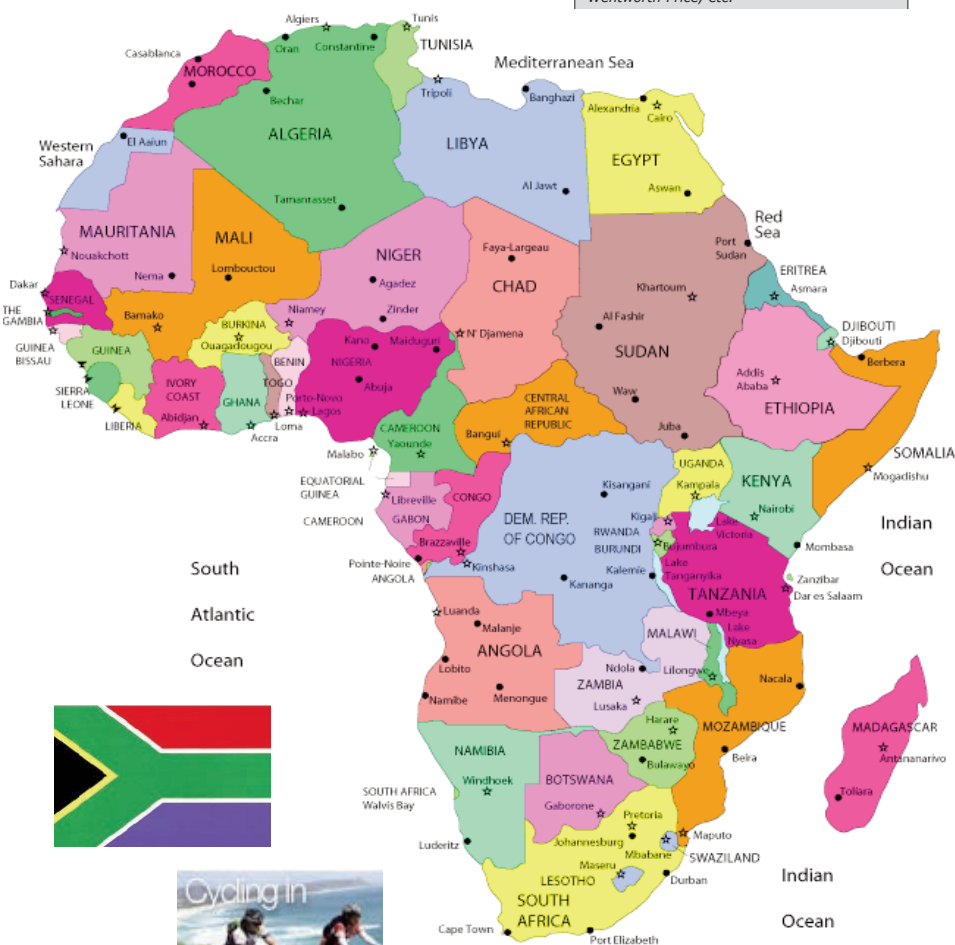 Wentworth Price, etc.
Algiers
Tunis
Oran
Constantine
TUNISIA
Casablanca
MOROCCO
Mediterranean Sea
Tripoli
Banghazi
Bechar
Alexandria
Cairo
ALGERIA
LIBYA
Western
Sahara
El Aaiun
EGYPT
Al Jawt
Aswan
Tamanrasset
MAURITANIA
MALI
NIGER
Red
Sea
Port
Sudan
Nouakchott
Faya-Largeau
Nema
Lombouctou
Agadez
CHAD
Khartoum
ERITREA
Asmara
Dakar
SENEGAL
THE
GAMBIA
Bamako
Niamey
Zinder
Al Fashir
BURKINA
Ouagadougou
N' Djamena
DJIBOUTI
Djibouti
GUINEA
BISSAU
GUINEA
Kano
Maiduguri
SUDAN
Berbera
BENIN
NIGERIA
Abuja
Addis
Ababa
SIERRA
LEONE
IVORY
COAST
GHANA
TOGO
Porto-Novo
Lagos
Waw
CENTRAL
AFRICAN
REPUBLIC
ETHIOPIA
LIBERIA
Abidjan
Accra
Loma
CAMEROON
Yaounde
Bangui
Juba
SOMALIA
Mogadishu
Malabo
UGANDA
Kampala
KENYA
EQUATORIAL
GUINEA
Kisangani
Libreville
CONGO
Nairobi
CAMEROON
GABON
DEM. REP.
OF CONGO
Kigali
RWANDA
Lake
Victoria
Indian
Brazzaville
BURUNDI
Bujumbura
Mombasa
Pointe-Noire
Kinshasa
Lake
Tanganyika
Kalemie
South
ANGOLA
Kananga
Zanzibar
Ocean
TANZANIA
Dar es Salaam
Atlantic
Luanda
Malanje
Mbeya
MALAWI
Lake
Nyasa
ANGOLA
Ocean
Lobito
Ndola
Lilongwe
Nacala
ZAMBIA
Menongue
Namibe
Lusaka
Harare
MOZAMBIQUE
MADAGASCAR
NAMIBIA
ZAMBABWE
Beira
Antananarivo
Bulawayo
Windhoek
BOTSWANA
SOUTH AFRICA
Walvis Bay
Toliara
Gaborone
Pretoria
Johannesburg
Maputo
Luderitz
Mbabane
SWAZILAND
Maseru
LESOTHO
Durban
Indian
Cycling in
SOUTH
AFRICA
Ocean
Cape Town
Port Elizabeth